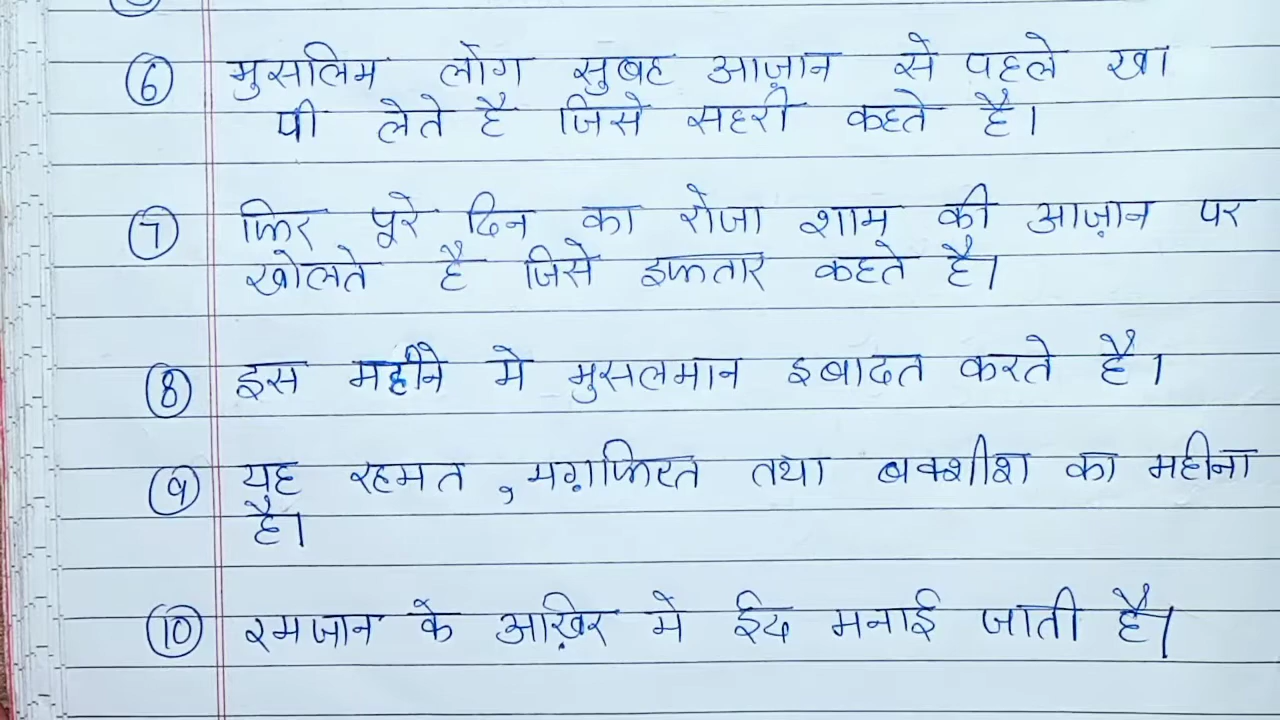 6 मुसलिम लोग सुबह आज़ान से पहले खा
पी लेते है जिसे सहरी कहते है।
7 फिर पूरे दिन का रोजा शाम की आज़ान पर
खोलते है जिसे इफतार कहते है।
8 इस महीने मे मुसलमान इबादत करते है।
9 यह रहमत, मग़फिरत तथा बक्शीश का महीना
है।
10 रमज़ान के आख़िर मे ईद मनाई जाती है।